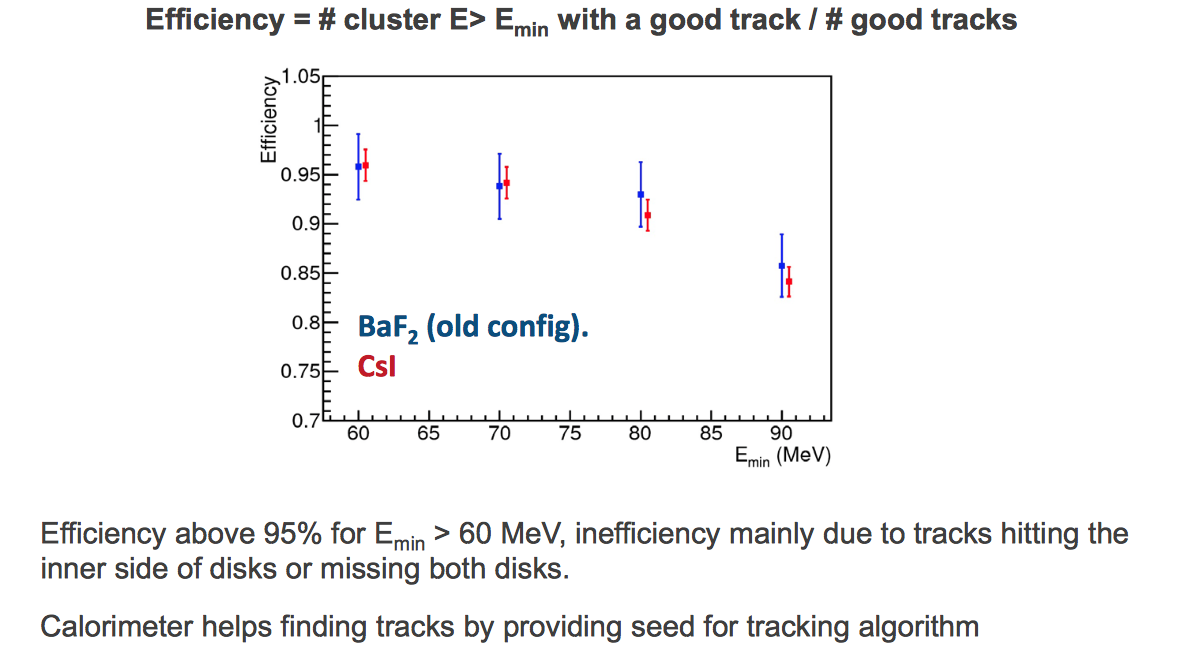 Efficiency = # cluster E> Emin with a good track / # good tracks
Efficiency
1.05
1
0.95
0.9
0.85
0.8
0.75
0.7
BaF2 (old config).
CsI
60 65 70 75 80 85 90
Emin (MeV)
Efficiency above 95% for Emin > 60 MeV, inefficiency mainly due to tracks hitting the
inner side of disks or missing both disks.
Calorimeter helps finding tracks by providing seed for tracking algorithm